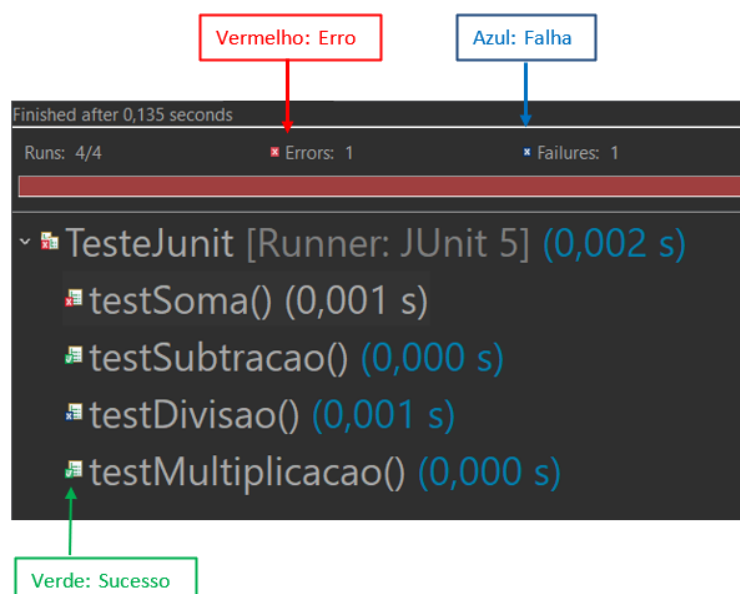 Vermelho: Erro
Azul: Falha
Finished after 0,135 seconds
Runs: 4/4
Errors: 1
Failures: 1
TesteJunit [Runner: JUnit 5] (0,002 s)
testSoma() (0,001 s)
testSubtracao() (0,000 s)
testDivisao() (0,001 s)
testMultiplicacao() (0,000 s)
Verde: Sucesso